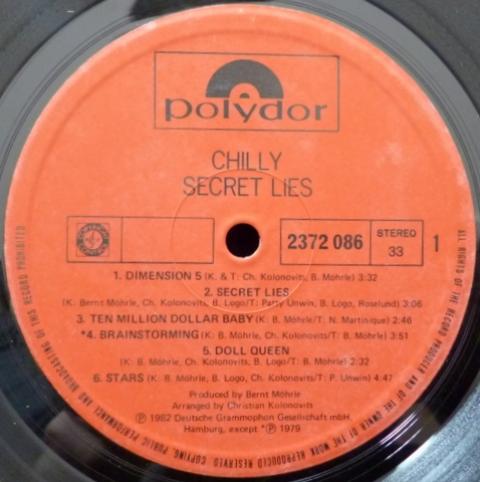 polydor
CHILLY
SECRET LIES
2372 086
STEREO
33
1
1. DIMENSION 5 (K. & T: Ch. Kolonovits, B. Möhrle) 3:32
2. SECRET LIES
(K: Bernt Möhrle, Ch. Kolonovits, B. Logo/T: Patty Unwin, B. Logo, Roselund) 3:06
3. TEN MILLION DOLLAR BABY (K: B. Möhrle/T: N. Martinique) 2:46
*4. BRAINSTORMING (K: B. Möhrle, Ch. Kolonovits/T: B. Möhrle) 3:51
5. DOLL QUEEN
(K: B. Möhrle, Ch. Kolonovits, B. Logo/T: B. Möhrle) 2:32
6. STARS (K: B. Möhrle, B. Logo, Ch. Kolonovits/T: P. Unwin) 4:47
Produced by Bernt Möhrle
Arranged by Christian Kolonovits
℗ 1982 Deutsche Grammophon Gesellschaft mbH
Hamburg, except *℗ 1979
ALL RIGHTS OF THE RECORD PRODUCER AND OF THE OWNER OF THE WORK REPRODUCED RESERVED. COPYING, PUBLIC PERFORMANCE AND BROADCASTING OF THIS RECORD PROHIBITED